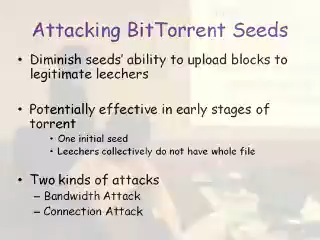 Attacking BitTorrent Seeds
• Diminish seeds' ability to upload blocks to
legitimate leechers
• Potentially effective in early stages of
torrent
• One initial seed
• Leechers collectively do not have whole file
• Two kinds of attacks
– Bandwidth Attack
– Connection Attack